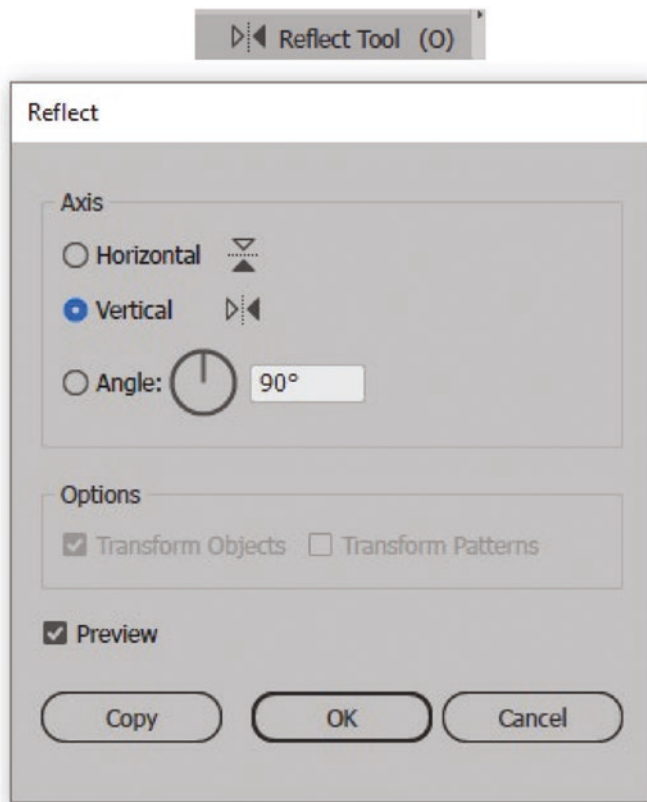 Reflect Tool (O)
Reflect
Axis
Horizontal
Vertical
Angle: 90°
Options
Transform Objects Transform Patterns
Preview
Copy OK Cancel